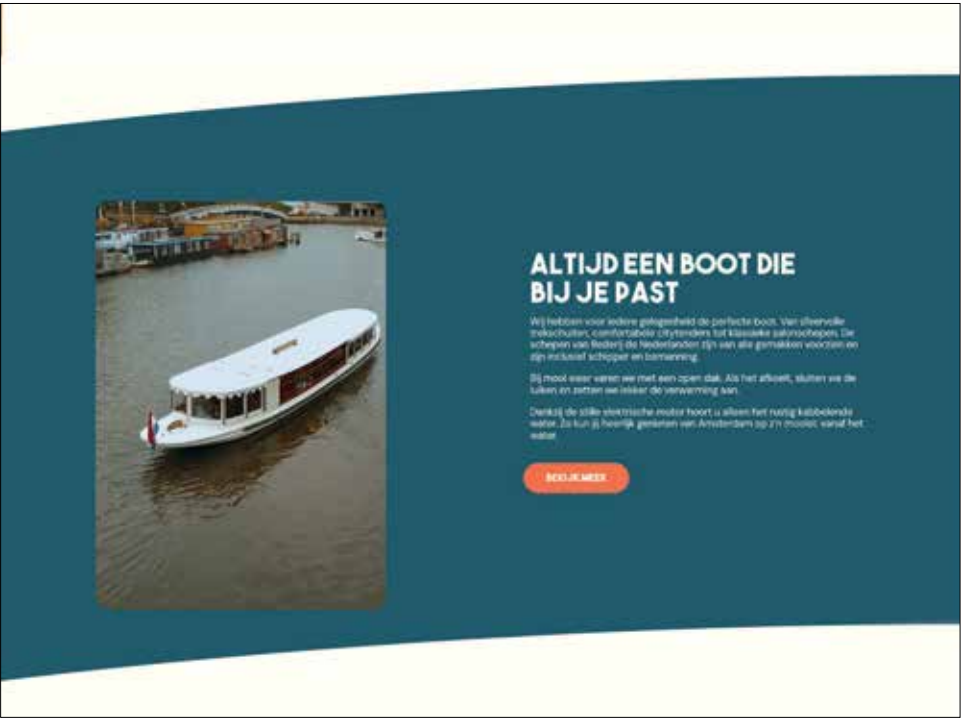 ALTIJD EEN BOOT DIE
BIJ JE PAST
Wij hebben voor iedere gelegenheid de perfecte boot. Van sfeervolle
trekschuiten, comfortabele citytenders tot klassieke salonschepen. De
schepen van Rederij de Nederlanden zijn van alle gemakken voorzien en
zijn inclusief schipper en bemanning.
Bij mooi weer varen we met een open dak. Als het afkoelt, sluiten we de
luiken en zetten we lekker de verwarming aan.
Dankzij de stille elektrische motor hoort u alleen het rustig kabbelende
water. Zo kun jij heerlijk genieten van Amsterdam op z'n mooist: vanaf het
water
BEKIJK MEER